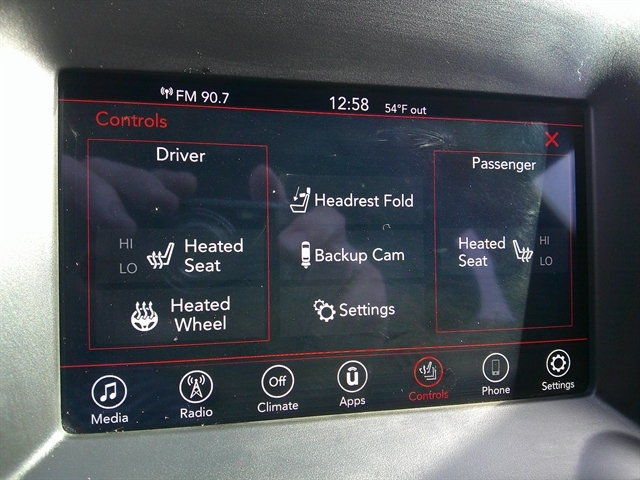 FM 90.7
12:58
54°F out
Controls
X
Driver
HI
LO
Heated
Seat
Heated
Wheel
Headrest Fold
Backup Cam
Settings
Passenger
Heated
Seat
HI
LO
Media
Radio
Off
Climate
u
Apps
Controls
Phone
Settings